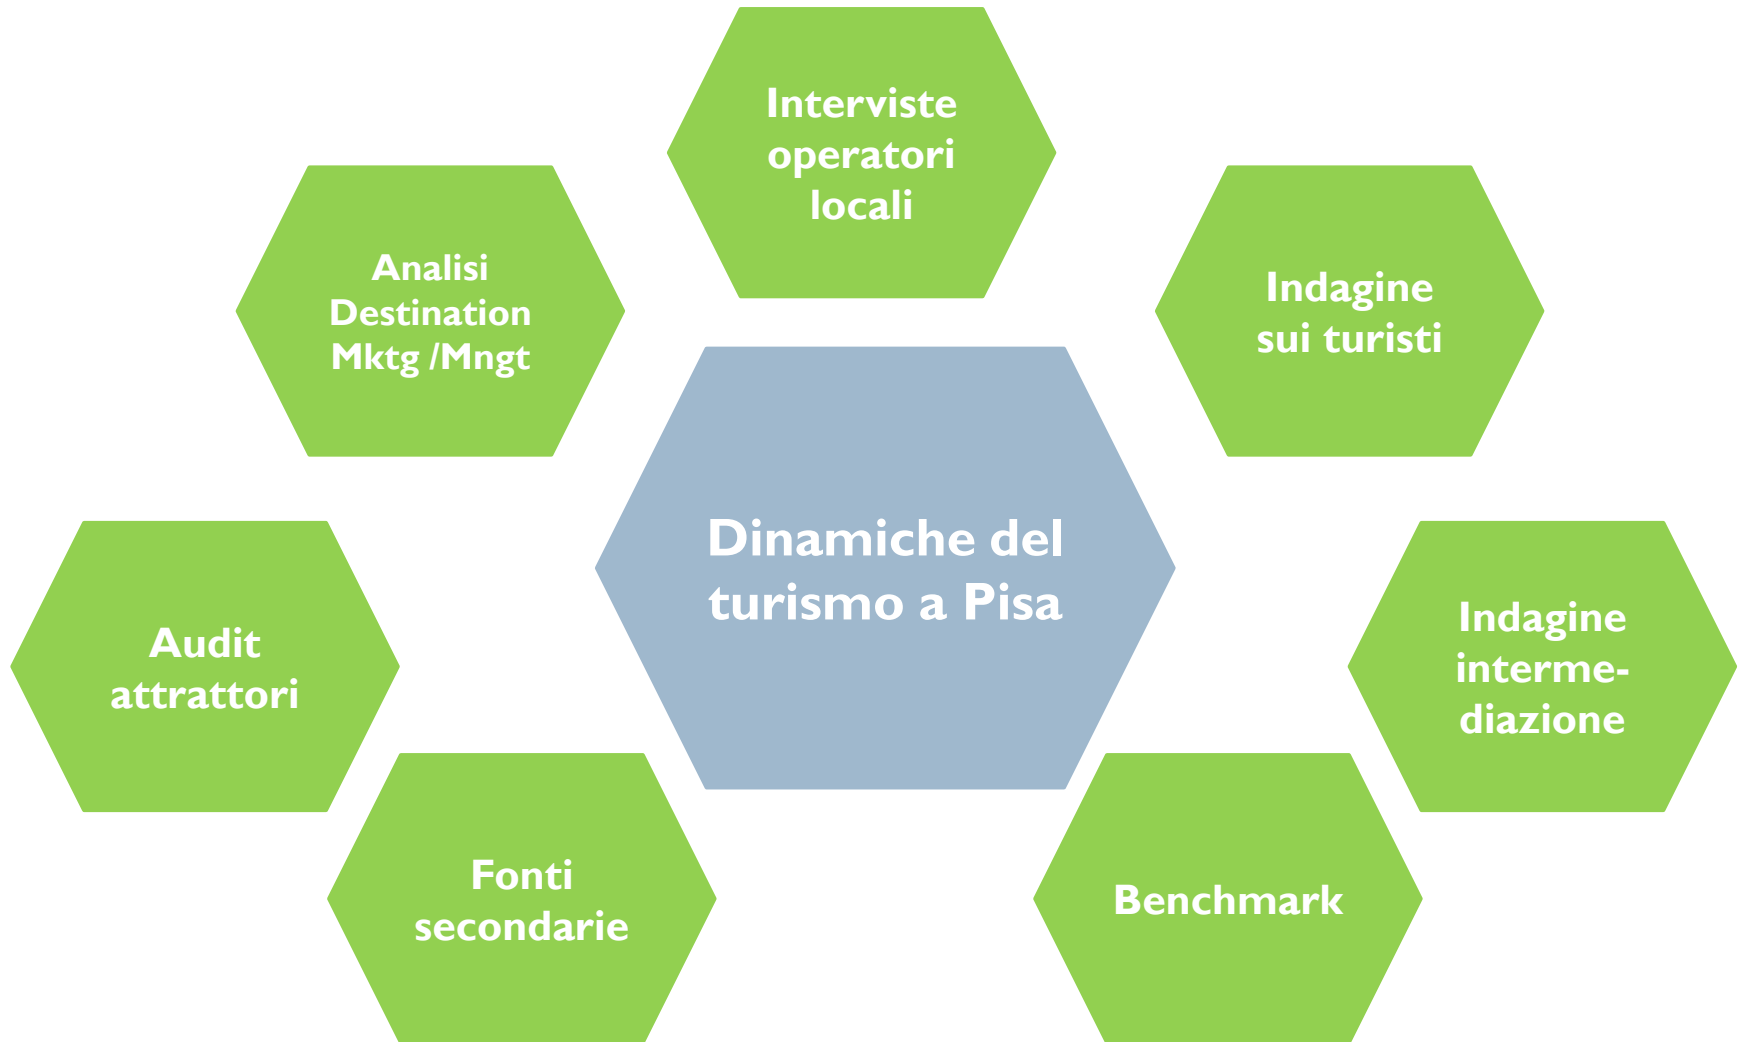 Interviste
operatori
locali
Analisi
Destination
Mktg /Mngt
Indagine
sui turisti
Dinamiche del
turismo a Pisa
Audit
attrattori
Indagine
interme-
diazione
Fonti
secondarie
Benchmark